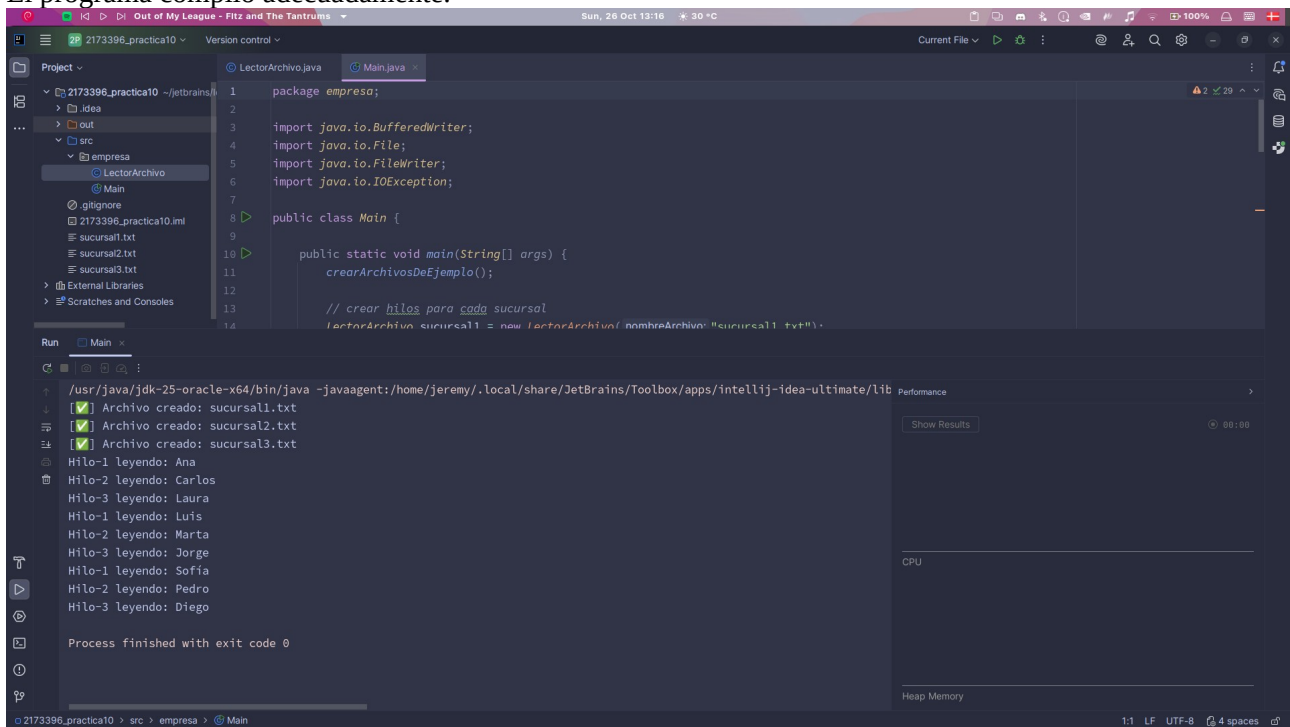 El programa compiló adecuadamente.
Out of My League - Fitz and The Tantrums
Sun, 26 Oct 13:16 30 °C
100%
2P 2173396_practica10 Version control
Current File
Project
LectorArchivo.java Main.java
2173396_practica10 ~/jetbrains/
.idea
out
src
empresa
LectorArchivo
Main
.gitignore
2173396_practica10.iml
sucursal1.txt
sucursal2.txt
sucursal3.txt
External Libraries
Scratches and Consoles
2 29
1 package empresa;
2
3 import java.io.BufferedWriter;
4 import java.io.File;
5 import java.io.FileWriter;
6 import java.io.IOException;
7
8 public class Main {
9
10 public static void main(String[] args) {
11 crearArchivosDeEjemplo();
12
13 // crear hilos para cada sucursal
14 LectorArchivo sucursal1 = new LectorArchivo( nombreArchivo: "sucursal1.txt");
Run Main
/usr/java/jdk-25-oracle-x64/bin/java -javaagent:/home/jeremy/.local/share/JetBrains/Toolbox/apps/intellij-idea-ultimate/lib
[✅] Archivo creado: sucursal1.txt
[✅] Archivo creado: sucursal2.txt
[✅] Archivo creado: sucursal3.txt
Hilo-1 leyendo: Ana
Hilo-2 leyendo: Carlos
Hilo-3 leyendo: Laura
Hilo-1 leyendo: Luis
Hilo-2 leyendo: Marta
Hilo-3 leyendo: Jorge
Hilo-1 leyendo: Sofía
Hilo-2 leyendo: Pedro
Hilo-3 leyendo: Diego
Process finished with exit code 0
Performance
Show Results 00:00
CPU
Heap Memory
2173396_practica10 > src > empresa > Main
1:1 LF UTF-8 4 spaces